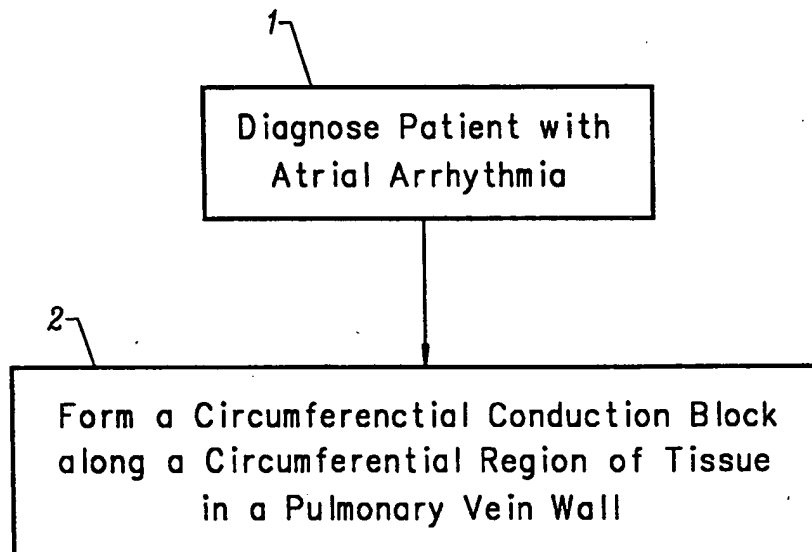 1
Diagnose Patient with
Atrial Arrhythmia
2
Form a Circumferenctial Conduction Block
along a Circumferential Region of Tissue
in a Pulmonary Vein Wall